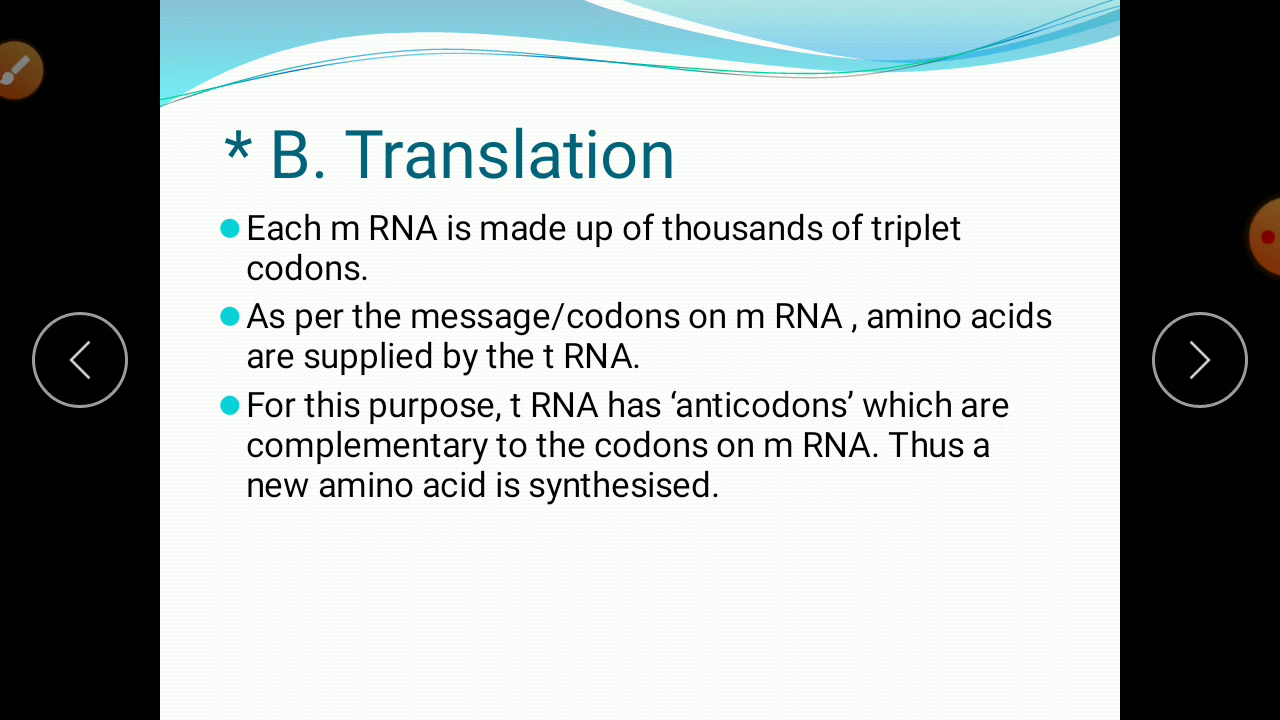 * B. Translation
Each m RNA is made up of thousands of triplet
codons.
As per the message/codons on m RNA , amino acids
are supplied by the t RNA.
For this purpose, t RNA has ‘anticodons’ which are
complementary to the codons on m RNA. Thus a
new amino acid is synthesised.